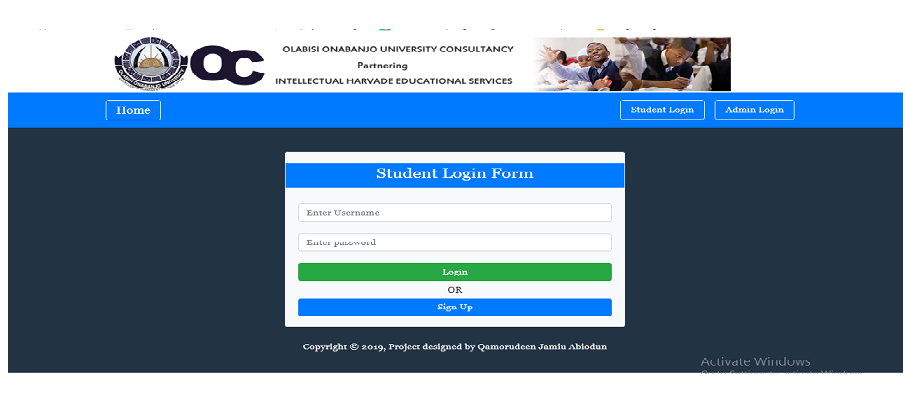 OC
OLABISI ONABANJO UNIVERSITY CONSULTANCY
Partnering
INTELLECTUAL HARVADE EDUCATIONAL SERVICES
Home
Student Login
Admin Login
Student Login Form
Enter Username
Enter password
Login
OR
Sign Up
Copyright © 2019, Project designed by Qamorudeen Jamiu Abiodun
Activate Windows